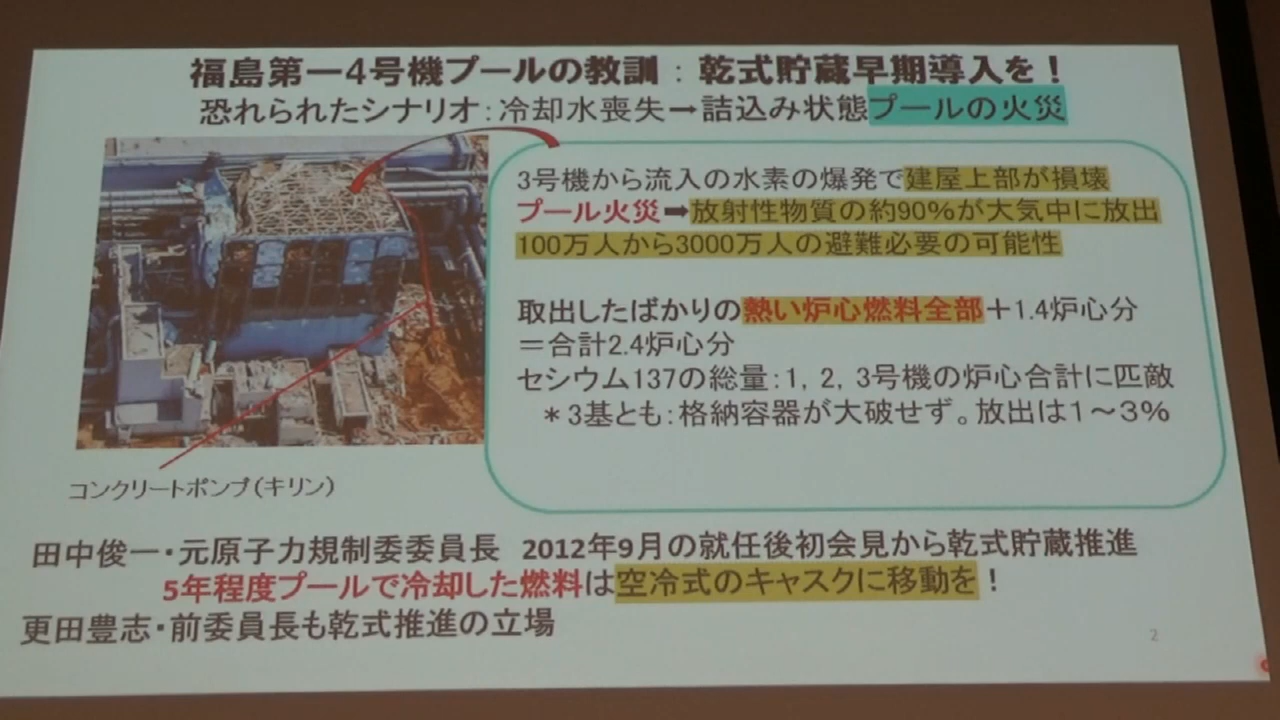 福島第一4号機プールの教訓：乾式貯蔵早期導入を！
恐れられたシナリオ：冷却水喪失→詰込み状態プールの火災
3号機から流入の水素の爆発で建屋上部が損壊
プール火災➡放射性物質の約90%が大気中に放出
100万人から3000万人の避難必要の可能性
取出したばかりの熱い炉心燃料全部＋1.4炉心分
＝合計2.4炉心分
セシウム137の総量：1，2，3号機の炉心合計に匹敵
＊3基とも：格納容器が大破せず。放出は1～3％
コンクリートポンプ（キリン）
田中俊一・元原子力規制委委員長 2012年9月の就任後初会見から乾式貯蔵推進
5年程度プールで冷却した燃料は空冷式のキャスクに移動を！
更田豊志・前委員長も乾式推進の立場
2